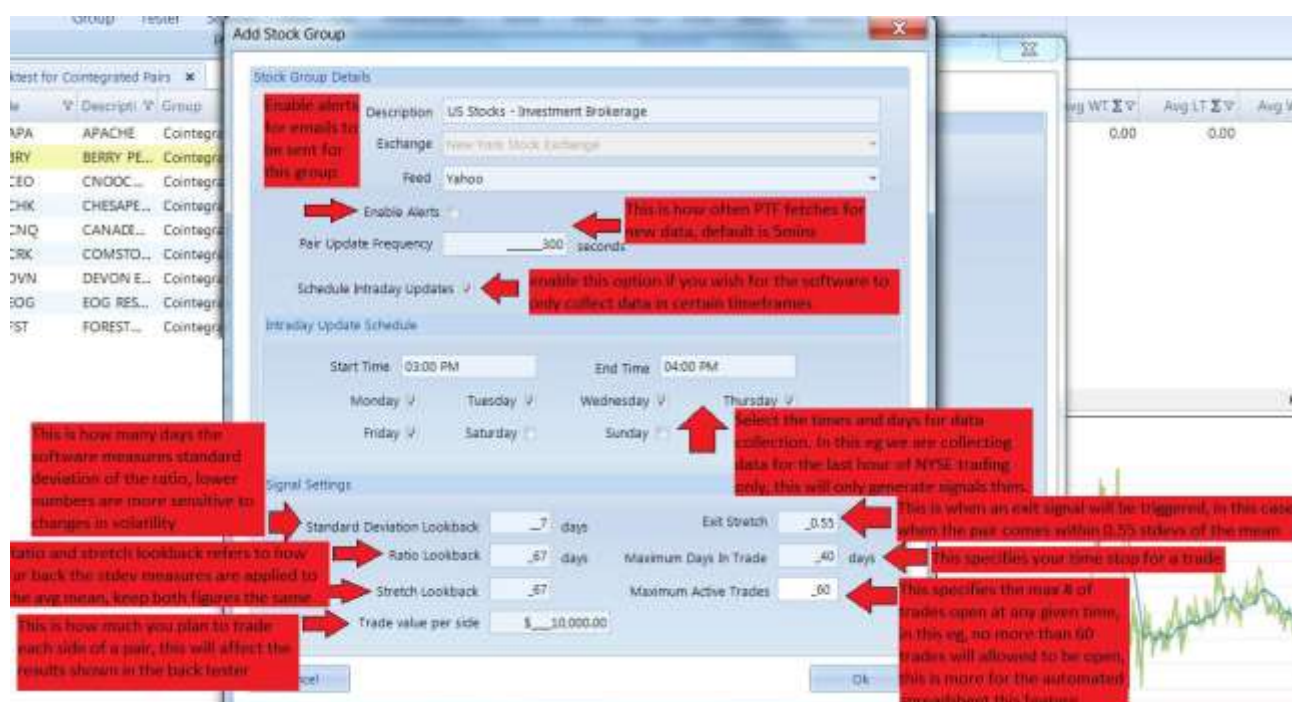 Group Tester
Add Stock Group
ktest for Cointegrated Pairs
Descripti Group
avg WT Σ Avg LT Σ Avg
APA APACHE Cointegra
0.00 0.00
BRY BERRY PE... Cointegra
CEO CNOOC... Cointegra
CHK CHESAPE... Cointegra
CNQ CANADI... Cointegra
CRK COMSTO... Cointegra
DVN DEVON E... Cointegra
EOG EOG RES... Cointegra
FST FOREST... Cointegra
Stock Group Details
Enable alerts
for emails to
be sent for
this group
Description US Stocks - Investment Brokerage
Exchange New York Stock Exchange
Feed Yahoo
Enable Alerts
This is how often PTF fetches for
new data, default is 5mins
Pair Update Frequency _____300 seconds
Schedule Intraday Updates
enable this option if you wish for the software to
only collect data in certain timeframes
Intraday Update Schedule
Start Time 03:00 PM End Time 04:00 PM
Monday Tuesday Wednesday Thursday
Friday Saturday Sunday
Select the times and days for data
collection. In this eg we are collecting
data for the last hour of NYSE trading
only, this will only generate signals then.
This is how many days the
software measures standard
deviation of the ratio, lower
numbers are more sensitive to
changes in volatility
Signal Settings
Standard Deviation Lookback _7 days Exit Stretch _0.55
This is when an exit signal will be triggered, in this case
when the pair comes within 0.55 stdevs of the mean
Ratio and stretch lookback refers to how
far back the stdev measures are applied to
the avg mean, keep both figures the same
Ratio Lookback _67 days Maximum Days In Trade _40 days
This specifies your time stop for a trade
Stretch Lookback _67 Maximum Active Trades _60
This specifies the max # of
trades open at any given time,
in this eg, no more than 60
trades will allowed to be open,
this is more for the automated
spreadsheet this feature
This is how much you plan to trade
each side of a pair, this will affect the
results shown in the back tester
Trade value per side $___10,000.00
cel Ok